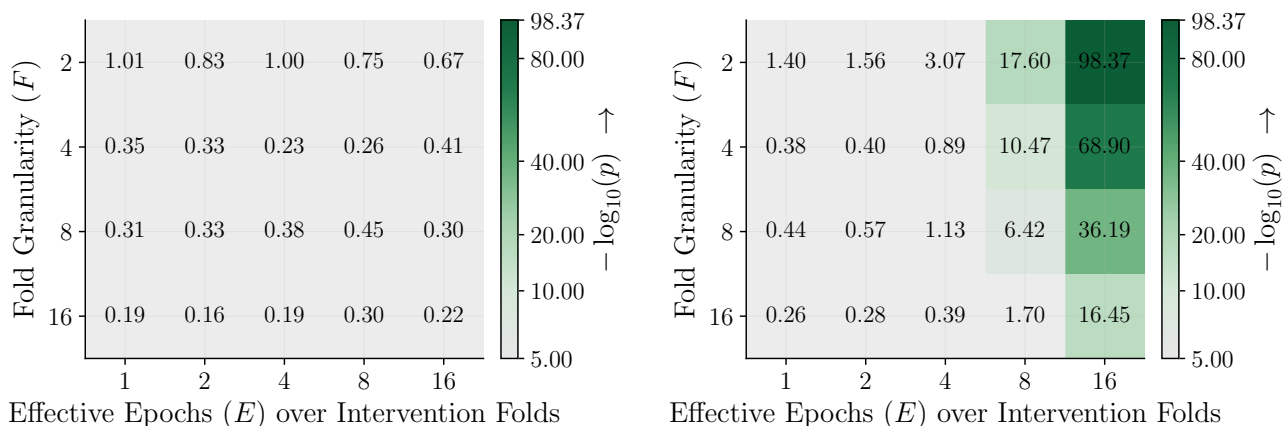 Fold Granularity (F)
2 1.01 0.83 1.00 0.75 0.67
4 0.35 0.33 0.23 0.26 0.41
8 0.31 0.33 0.38 0.45 0.30
16 0.19 0.16 0.19 0.30 0.22
1 2 4 8 16
Effective Epochs (E) over Intervention Folds
98.37
80.00
40.00
20.00
10.00
5.00
− log₁₀(p) →
Fold Granularity (F)
2 1.40 1.56 3.07 17.60 98.37
4 0.38 0.40 0.89 10.47 68.90
8 0.44 0.57 1.13 6.42 36.19
16 0.26 0.28 0.39 1.70 16.45
1 2 4 8 16
Effective Epochs (E) over Intervention Folds
98.37
80.00
40.00
20.00
10.00
5.00
− log₁₀(p) →